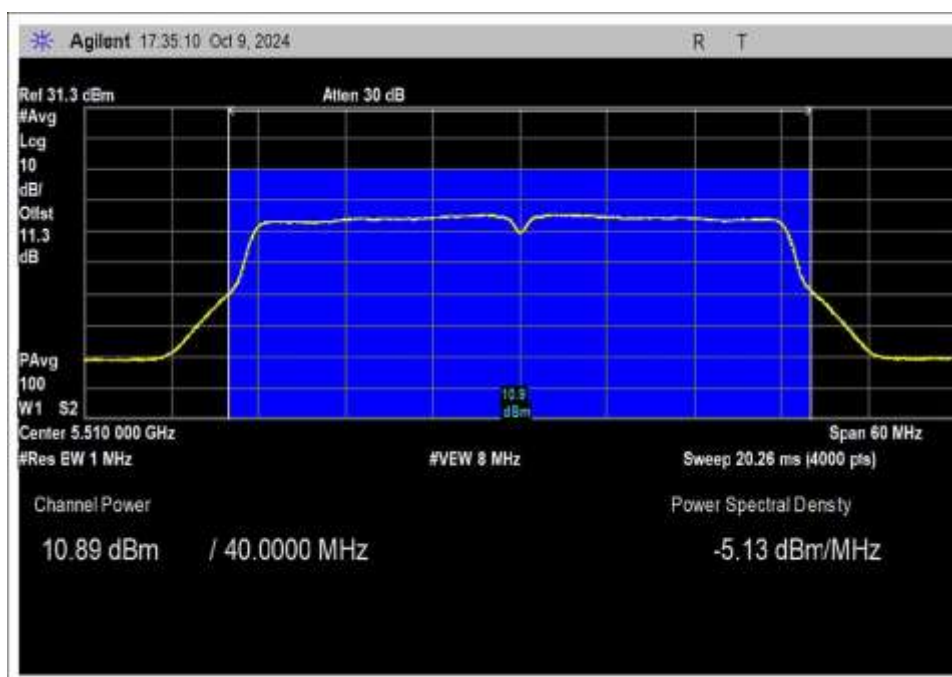 Agilent 17:35:10 Oct 9, 2024 R T
Ref 31.3 dBm Atten 30 dB
#Avg
Log
10
dB/
Offst
11.3
dB
PAvg
100
W1 S2
10.9
dBm
Center 5.510 000 GHz Span 60 MHz
#Res BW 1 MHz #VBW 8 MHz Sweep 20.26 ms (4000 pts)
Channel Power Power Spectral Density
10.89 dBm / 40.0000 MHz -5.13 dBm/MHz